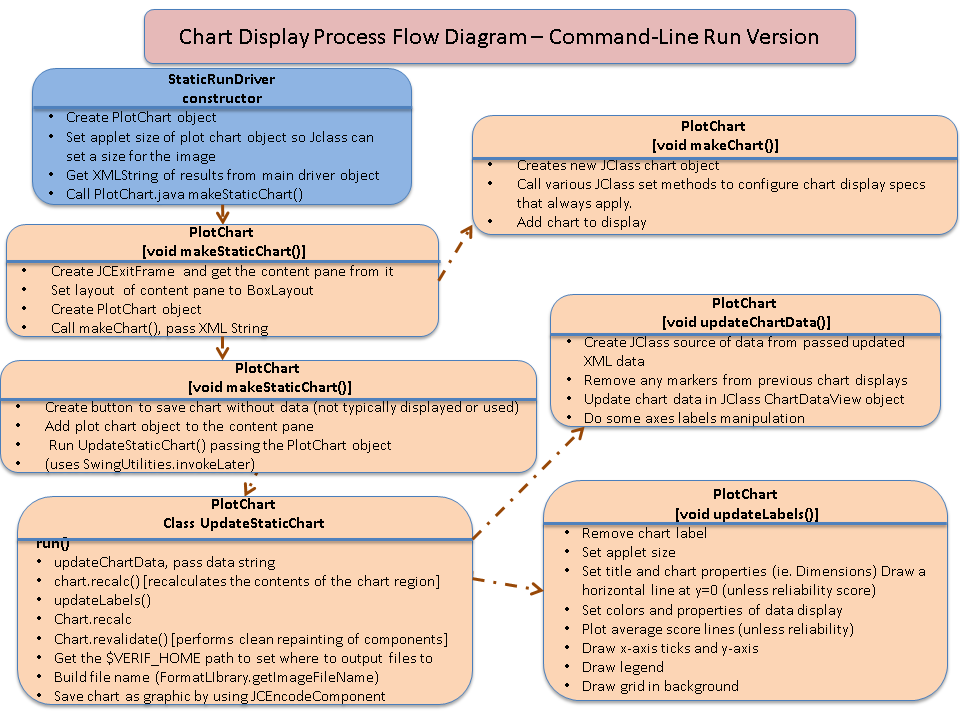 Chart Display Process Flow Diagram – Command-Line Run Version
StaticRunDriver
constructor
• Create PlotChart object
• Set applet size of plot chart object so Jclass can
set a size for the image
• Get XMLString of results from main driver object
• Call PlotChart.java makeStaticChart()
PlotChart
[void makeChart()]
• Creates new JClass chart object
• Call various JClass set methods to configure chart display specs
that always apply.
• Add chart to display
PlotChart
[void makeStaticChart()]
• Create JCExitFrame and get the content pane from it
• Set layout of content pane to BoxLayout
• Create PlotChart object
• Call makeChart(), pass XML String
PlotChart
[void updateChartData()]
• Create JClass source of data from passed updated
XML data
• Remove any markers from previous chart displays
• Update chart data in JClass ChartDataView object
• Do some axes labels manipulation
PlotChart
[void makeStaticChart()]
• Create button to save chart without data (not typically displayed or used)
• Add plot chart object to the content pane
• Run UpdateStaticChart() passing the PlotChart object
• (uses SwingUtilities.invokeLater)
PlotChart
Class UpdateStaticChart
run()
• updateChartData, pass data string
• chart.recalc() [recalculates the contents of the chart region]
• updateLabels()
• Chart.recalc
• Chart.revalidate() [performs clean repainting of components]
• Get the $VERIF_HOME path to set where to output files to
• Build file name (FormatLIbrary.getImageFileName)
• Save chart as graphic by using JCEncodeComponent
PlotChart
[void updateLabels()]
• Remove chart label
• Set applet size
• Set title and chart properties (ie. Dimensions) Draw a
horizontal line at y=0 (unless reliability score)
• Set colors and properties of data display
• Plot average score lines (unless reliability)
• Draw x-axis ticks and y-axis
• Draw legend
• Draw grid in background